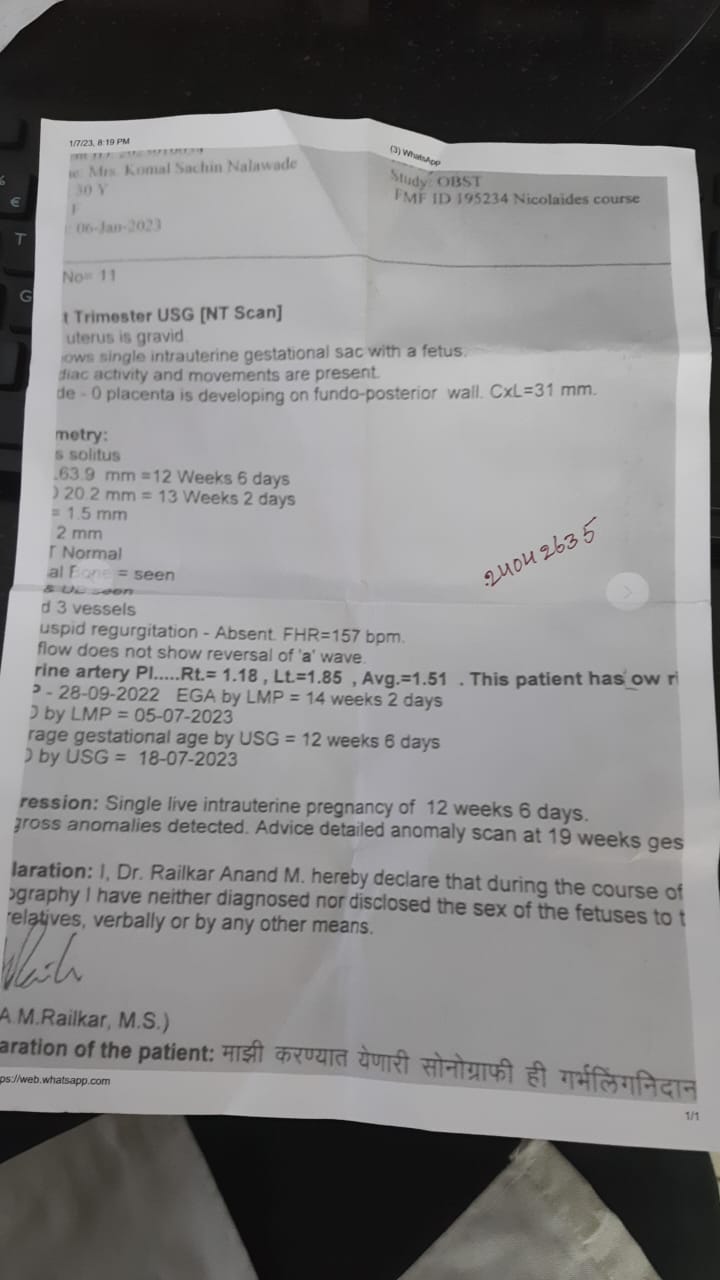 1/7/23, 8:19 PM
(3) WhatsApp
e. Mrs. Komal Sachin Nalawade
Study: OBST
30 Y
FMF ID 195234 Nicolaides course
F
: 06-Jan-2023
No= 11
t Trimester USG [NT Scan]
uterus is gravid
ows single intrauterine gestational sac with a fetus.
diac activity and movements are present.
de - 0 placenta is developing on fundo-posterior wall. CxL=31 mm.
metry:
s solitus
63.9 mm =12 Weeks 6 days
) 20.2 mm = 13 Weeks 2 days
= 1.5 mm
2 mm
T Normal
24042635
al Bone = seen
seen
d 3 vessels
uspid regurgitation - Absent. FHR=157 bpm.
flow does not show reversal of 'a' wave.
rine artery PI.....Rt.= 1.18 , Lt.=1.85 , Avg.=1.51 . This patient has ow ri
P - 28-09-2022 EGA by LMP = 14 weeks 2 days
D by LMP = 05-07-2023
rage gestational age by USG = 12 weeks 6 days
D by USG = 18-07-2023
ression: Single live intrauterine pregnancy of 12 weeks 6 days.
gross anomalies detected. Advice detailed anomaly scan at 19 weeks ges
laration: I, Dr. Railkar Anand M. hereby declare that during the course of
ography I have neither diagnosed nor disclosed the sex of the fetuses to t
relatives, verbally or by any other means.
A.M.Railkar, M.S.)
aration of the patient: माझी करण्यात येणारी सोनोग्राफी ही गर्भलिंगनिदान
ps://web.whatsapp.com
1/1